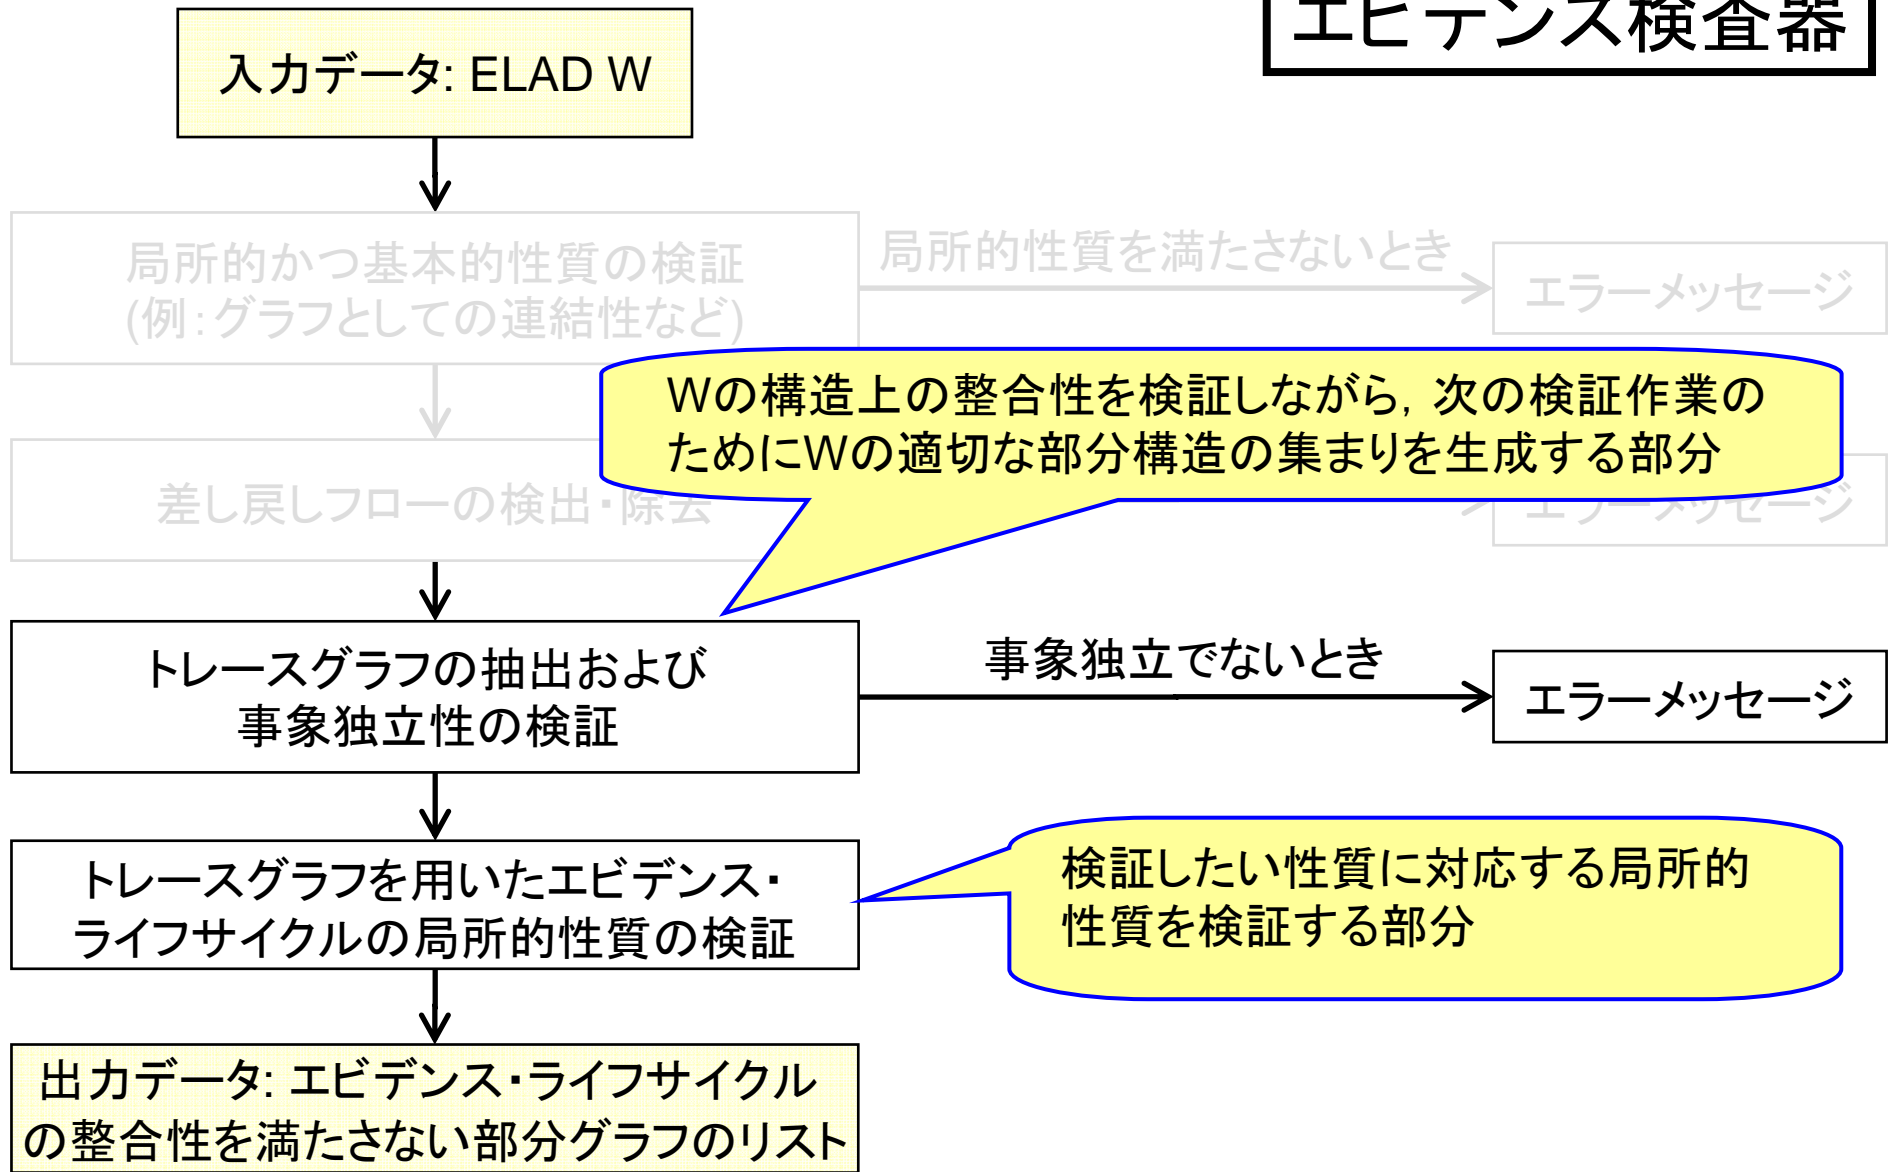 エビデンス検査器
入力データ: ELAD W
局所的かつ基本的性質の検証
(例：グラフとしての連結性など)
局所的性質を満たさないとき
エラーメッセージ
Wの構造上の整合性を検証しながら，次の検証作業の
ためにWの適切な部分構造の集まりを生成する部分
差し戻しフローの検出・除去
エラーメッセージ
トレースグラフの抽出および
事象独立性の検証
事象独立でないとき
エラーメッセージ
トレースグラフを用いたエビデンス・
ライフサイクルの局所的性質の検証
検証したい性質に対応する局所的
性質を検証する部分
出力データ: エビデンス・ライフサイクル
の整合性を満たさない部分グラフのリスト